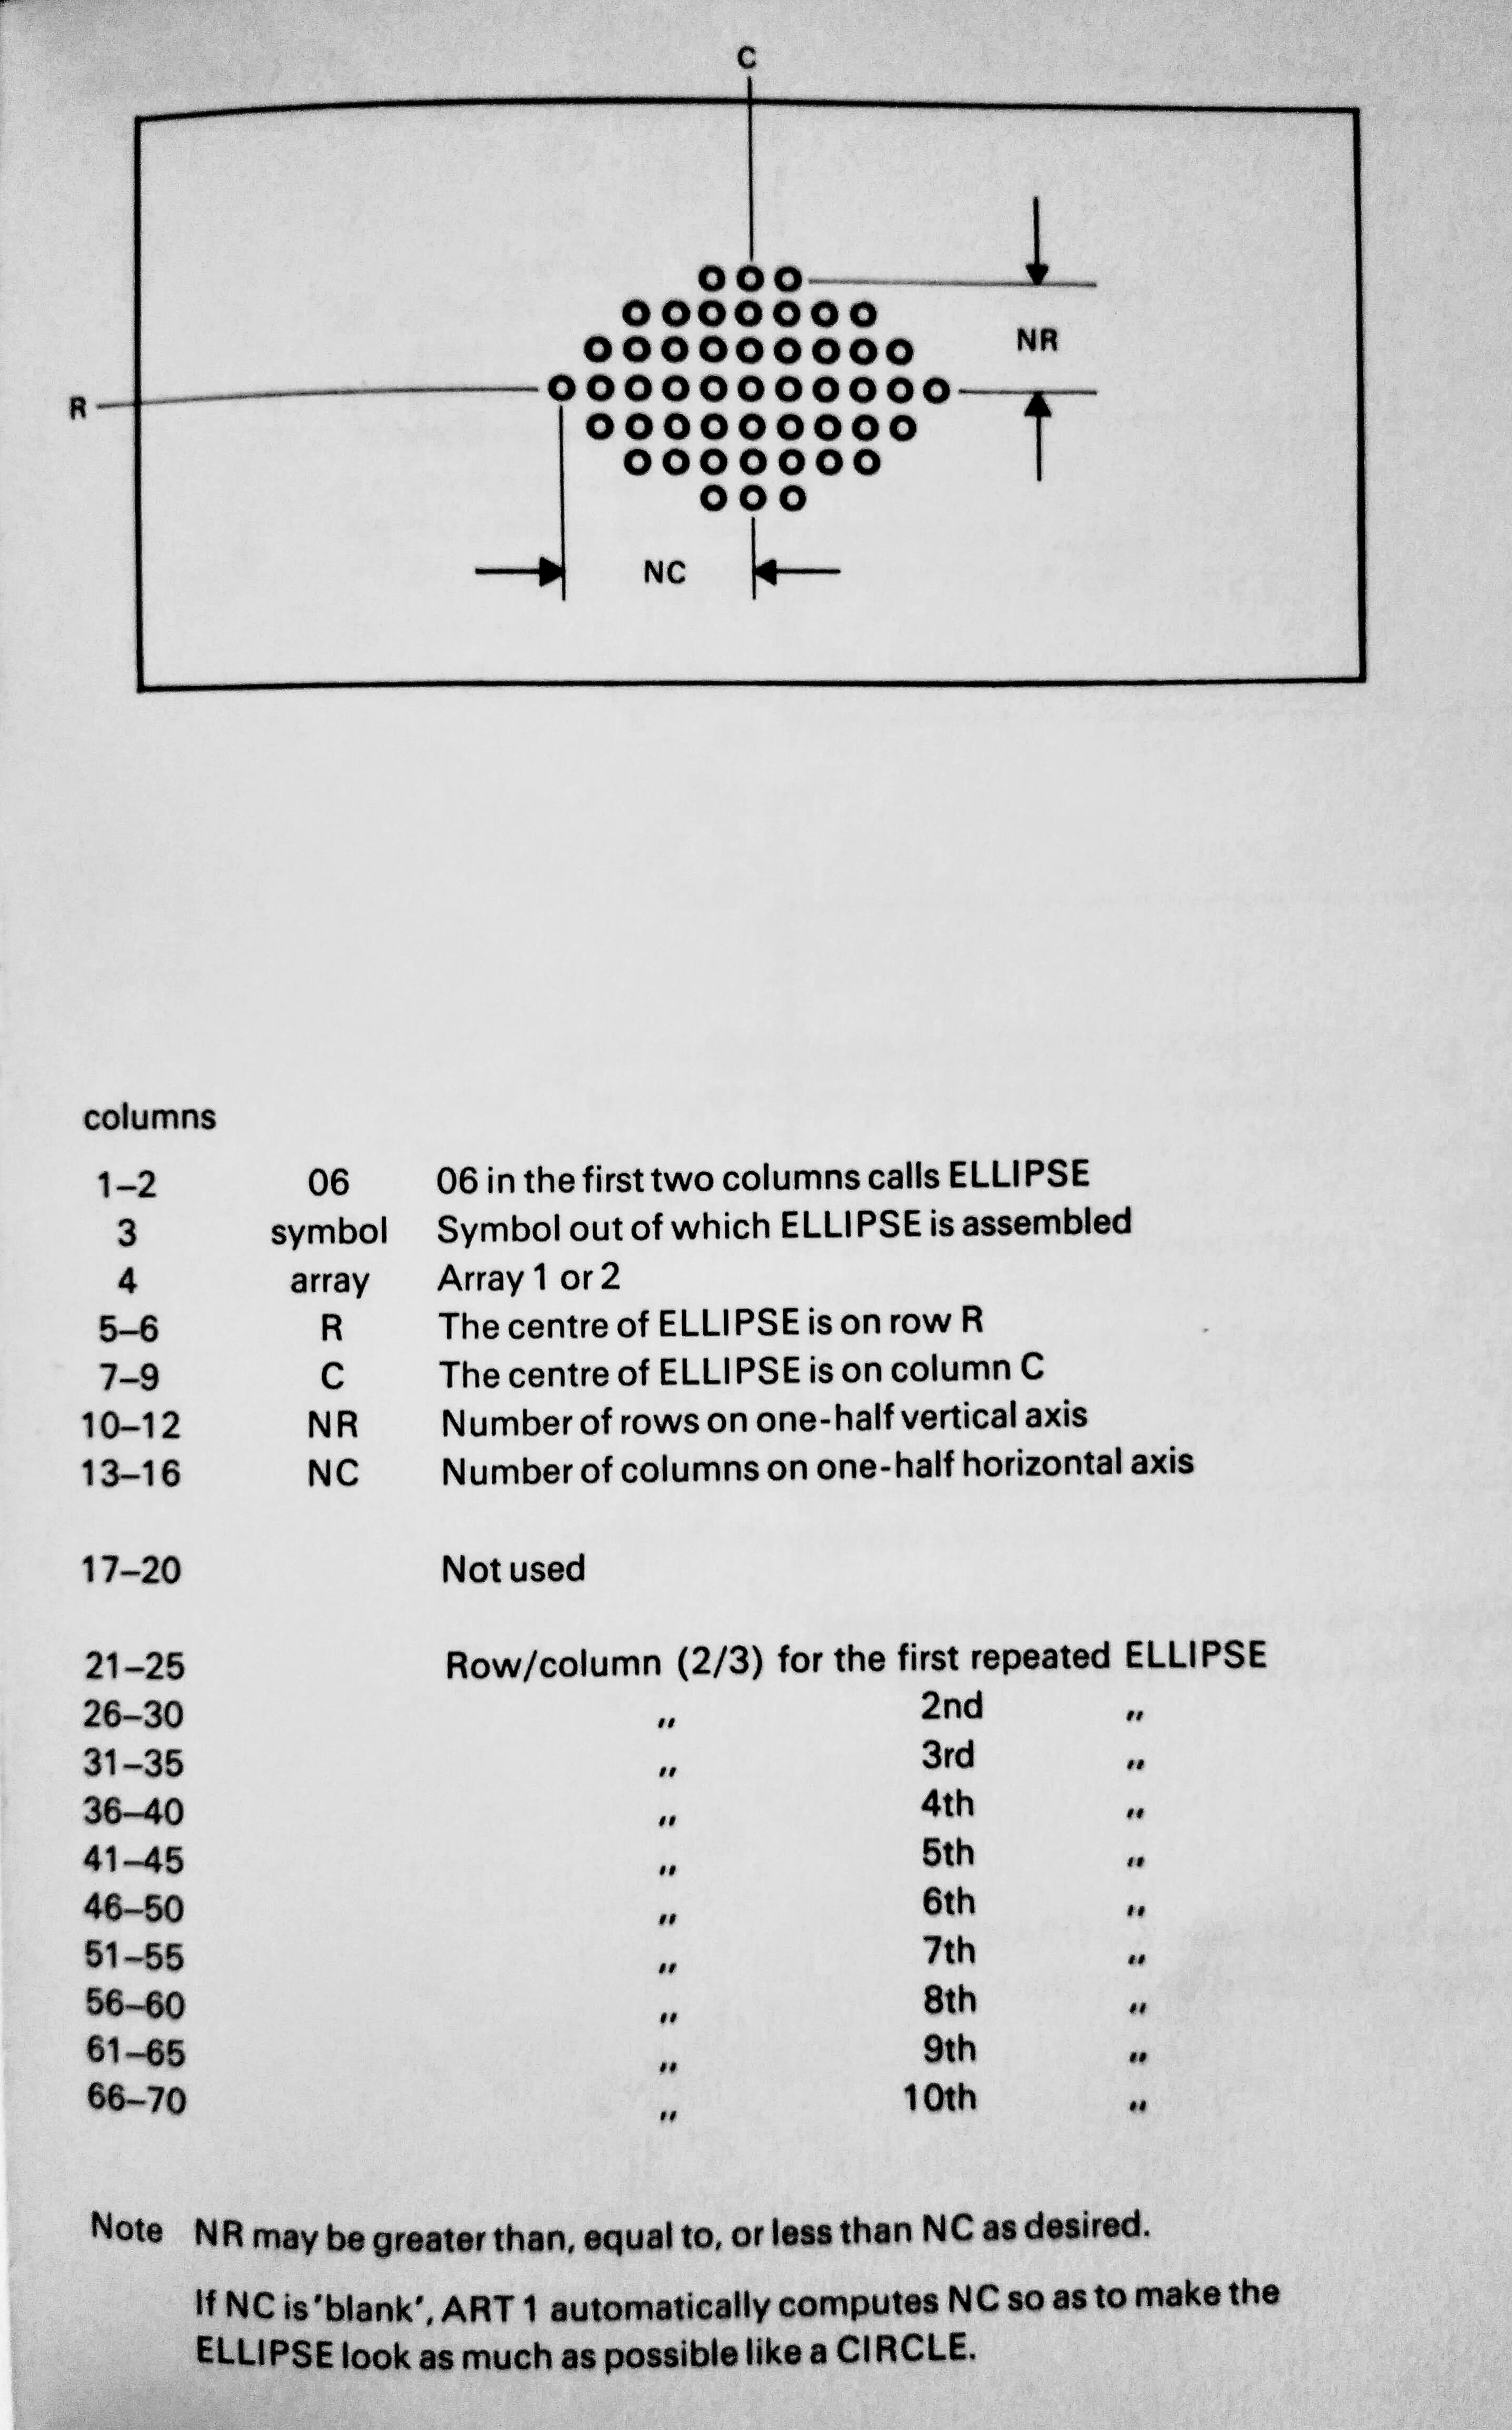 C
NR
R
NC
columns
1–2 06 06 in the first two columns calls ELLIPSE
3 symbol Symbol out of which ELLIPSE is assembled
4 array Array 1 or 2
5–6 R The centre of ELLIPSE is on row R
7–9 C The centre of ELLIPSE is on column C
10–12 NR Number of rows on one-half vertical axis
13–16 NC Number of columns on one-half horizontal axis
17–20 Not used
21–25 Row/column (2/3) for the first repeated ELLIPSE
26–30 ,, 2nd ,,
31–35 ,, 3rd ,,
36–40 ,, 4th ,,
41–45 ,, 5th ,,
46–50 ,, 6th ,,
51–55 ,, 7th ,,
56–60 ,, 8th ,,
61–65 ,, 9th ,,
66–70 ,, 10th ,,
Note NR may be greater than, equal to, or less than NC as desired.
If NC is 'blank', ART 1 automatically computes NC so as to make the
ELLIPSE look as much as possible like a CIRCLE.